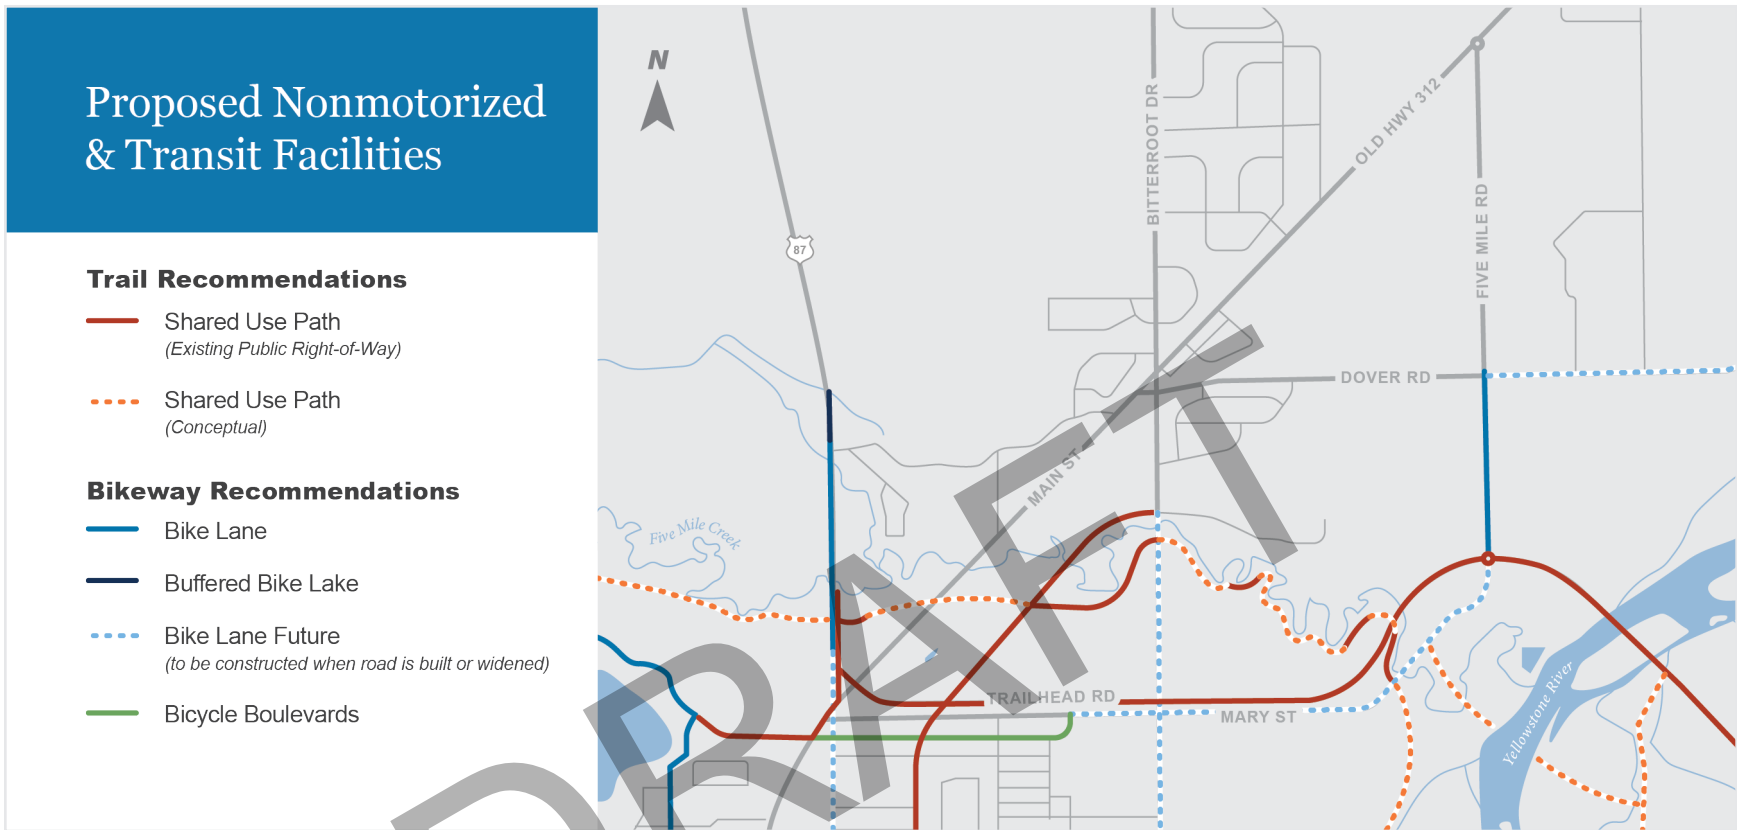 Proposed Nonmotorized
& Transit Facilities
Trail Recommendations
Shared Use Path
(Existing Public Right-of-Way)
Shared Use Path
(Conceptual)
Bikeway Recommendations
Bike Lane
Buffered Bike Lake
Bike Lane Future
(to be constructed when road is built or widened)
Bicycle Boulevards
N
87
BITTERROOT DR
OLD HWY 312
FIVE MILE RD
DOVER RD
MAIN ST
Five Mile Creek
TRAILHEAD RD
MARY ST
Yellowstone River
DRAFT